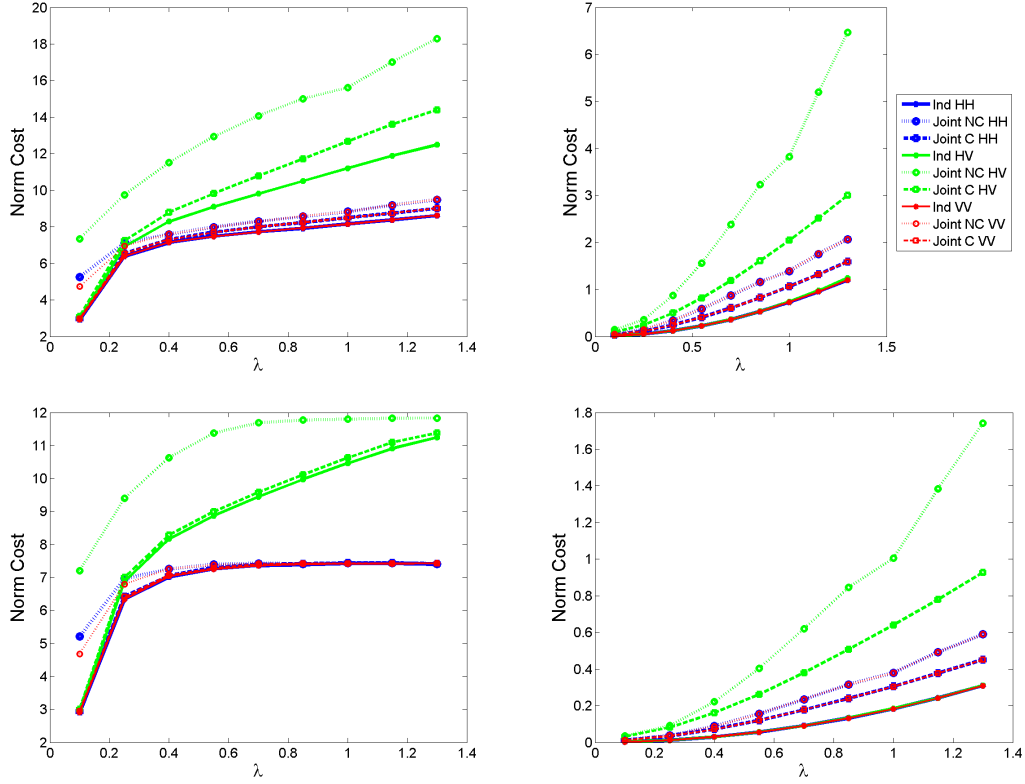 20
18
16
14
12
10
8
6
4
2
Norm Cost
0 0.2 0.4 0.6 0.8 1 1.2 1.4
λ
7
6
5
4
3
2
1
0
Norm Cost
0 0.5 1 1.5
λ
Ind HH
Joint NC HH
Joint C HH
Ind HV
Joint NC HV
Joint C HV
Ind VV
Joint NC VV
Joint C VV
12
11
10
9
8
7
6
5
4
3
2
Norm Cost
0 0.2 0.4 0.6 0.8 1 1.2 1.4
λ
1.8
1.6
1.4
1.2
1
0.8
0.6
0.4
0.2
0
Norm Cost
0 0.2 0.4 0.6 0.8 1 1.2 1.4
λ